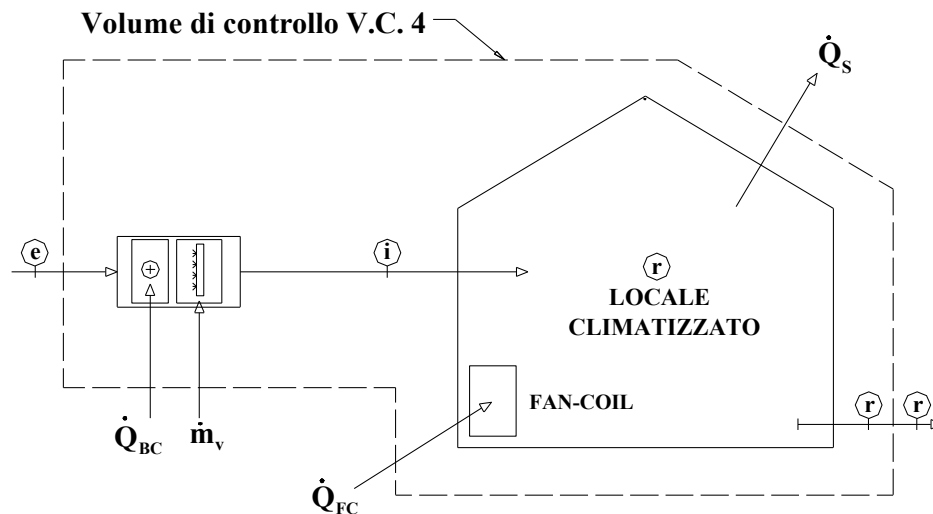 Volume di controllo V.C. 4
Q̇S
e
i
r
LOCALE
CLIMATIZZATO
+
FAN-COIL
r r
Q̇BC ṁv
Q̇FC